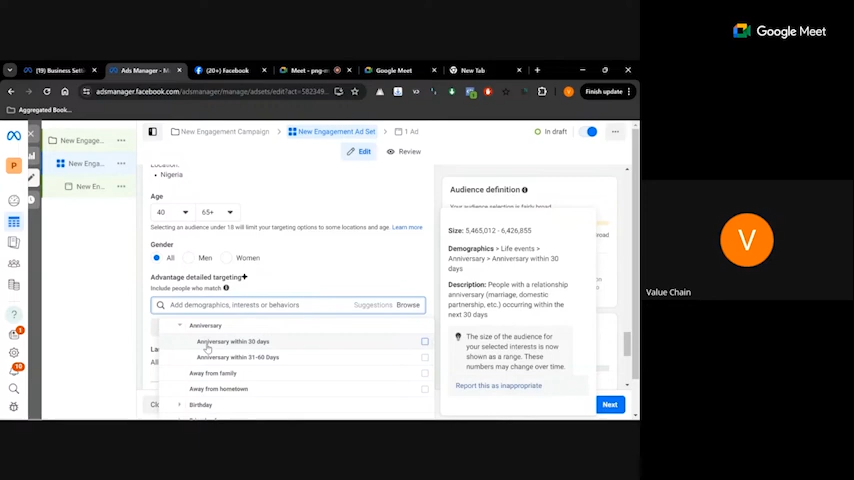 Google Meet
(19) Business Setti
Ads Manager - M
(20+) Facebook
Meet - png-m
Google Meet
New Tab
adsmanager.facebook.com/adsmanager/manage/adsets/edit?act=582349
Finish update
Aggregated Book...
New Engage...
New Enga...
New En...
New Engagement Campaign
New Engagement Ad Set
1 Ad
In draft
Edit
Review
Location:
• Nigeria
Age
40
65+
Selecting an audience under 18 will limit your targeting options to some locations and age.
Learn more
Gender
All
Men
Women
Advantage detailed targeting
Include people who match
Add demographics, interests or behaviors
Suggestions
Browse
Anniversary
Anniversary within 30 days
Anniversary within 31-60 Days
Away from family
Away from hometown
Birthday
Audience definition
Your audience selection is fairly broad.
Size: 5,465,012 - 6,426,855
Demographics > Life events >
Anniversary > Anniversary within 30
days
Description: People with a relationship
anniversary (marriage, domestic
partnership, etc.) occurring within the
next 30 days
The size of the audience for
your selected interests is now
shown as a range. These
numbers may change over time.
Report this as inappropriate
Next
V
Value Chain